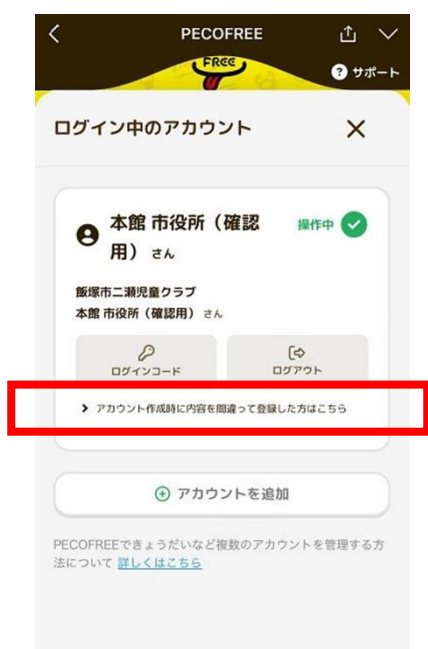 PECOFREE
FREE
? サポート
ログイン中のアカウント
本館 市役所（確認
用） さん
操作中
飯塚市二瀬児童クラブ
本館 市役所（確認用） さん
ログインコード
ログアウト
アカウント作成時に内容を間違って登録した方はこちら
アカウントを追加
PECOFREEできょうだいなど複数のアカウントを管理する方
法について 詳しくはこちら